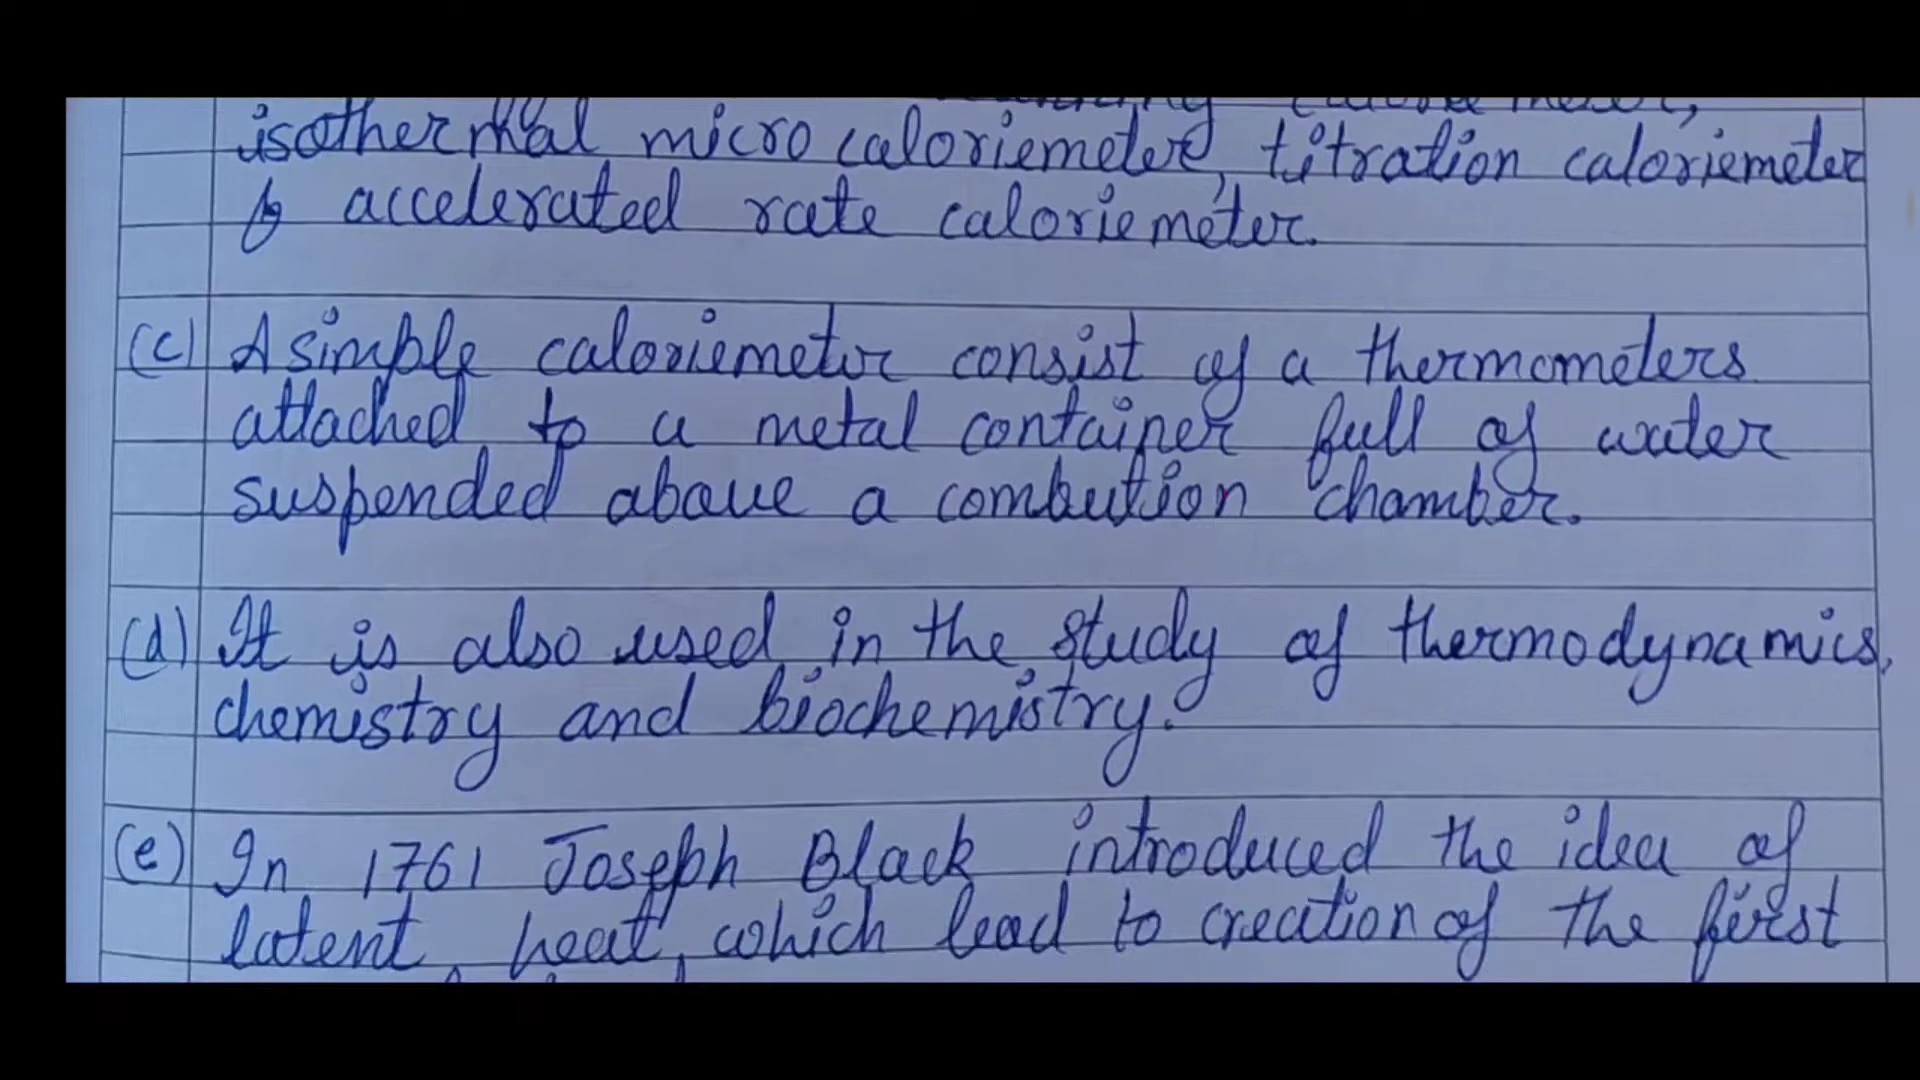 isothermal micro caloriemeter, titration caloriemeter
& accelerated rate caloriemeter.
(c) A simple caloriemeter consist of a thermometers
attached to a metal container full of water
suspended above a combution chamber.
(d) It is also used in the study of thermodynamics,
chemistry and biochemistry.
(e) In 1761 Joseph Black introduced the idea of
latent heat, which lead to creation of the first